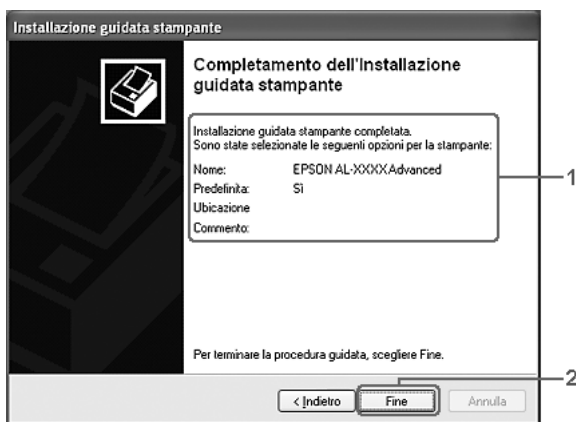 Installazione guidata stampante
Completamento dell'Installazione
guidata stampante
Installazione guidata stampante completata.
Sono state selezionate le seguenti opzioni per la stampante:
Nome: EPSON AL-XXXX Advanced
Predefinita: Sì
Ubicazione
Commento:
1
Per terminare la procedura guidata, scegliere Fine.
2
< Indietro Fine Annulla